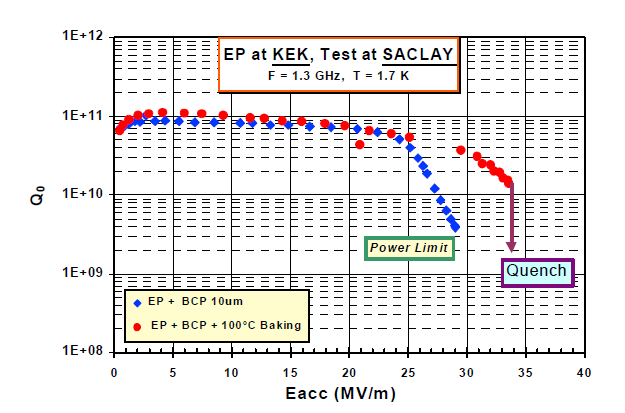 EP at KEK, Test at SACLAY
F = 1.3 GHz, T = 1.7 K
1E+12
1E+11
1E+10
1E+09
1E+08
Q0
Power Limit
Quench
EP + BCP 10um
EP + BCP + 100°C Baking
0 5 10 15 20 25 30 35 40
Eacc (MV/m)